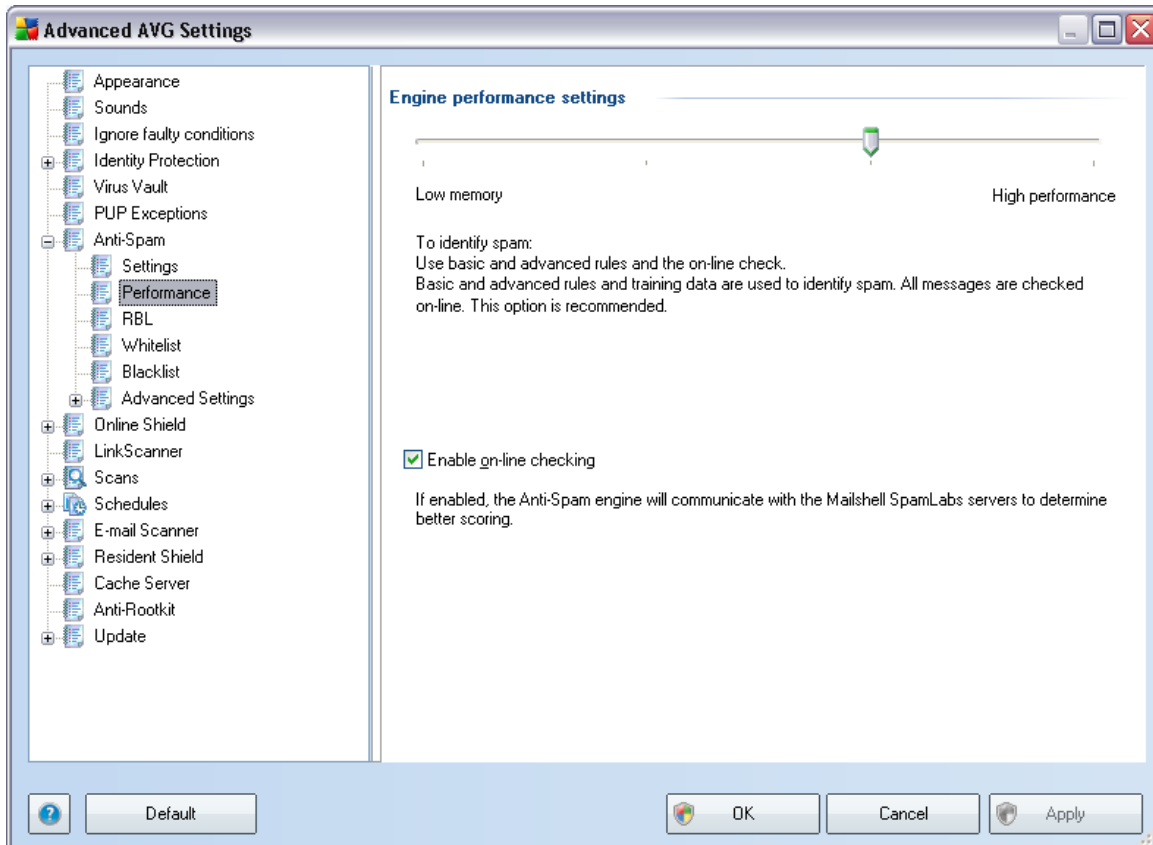 Advanced AVG Settings
Appearance
Sounds
Ignore faulty conditions
Identity Protection
Virus Vault
PUP Exceptions
Anti-Spam
Settings
Performance
RBL
Whitelist
Blacklist
Advanced Settings
Online Shield
LinkScanner
Scans
Schedules
E-mail Scanner
Resident Shield
Cache Server
Anti-Rootkit
Update
Engine performance settings
Low memory
High performance
To identify spam:
Use basic and advanced rules and the on-line check.
Basic and advanced rules and training data are used to identify spam. All messages are checked
on-line. This option is recommended.
Enable on-line checking
If enabled, the Anti-Spam engine will communicate with the Mailshell SpamLabs servers to determine
better scoring.
?
Default
OK
Cancel
Apply